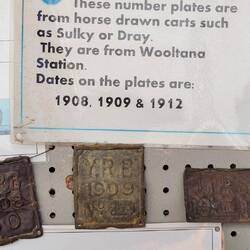 These number plates are
from horse drawn carts such
as Sulky or Dray.
They are from Wooltana
Station.
Dates on the plates are:
1908, 1909 & 1912
Y.R.B
1909